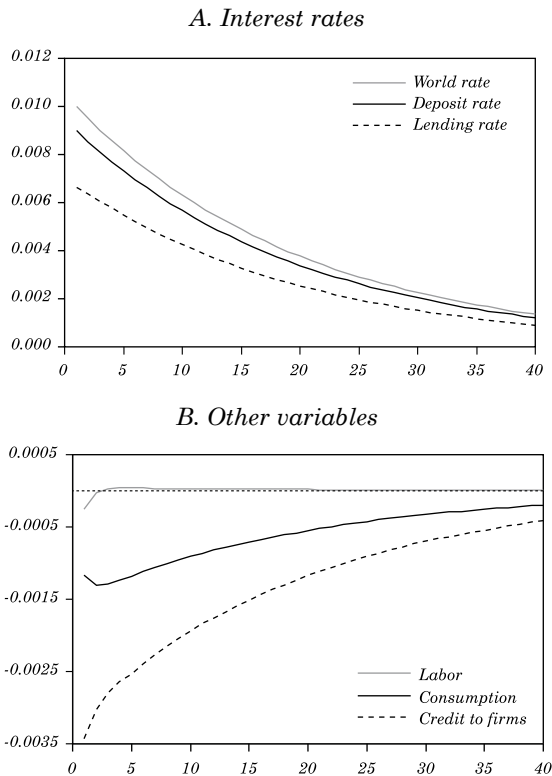 A. Interest rates
0.012
0.010
0.008
0.006
0.004
0.002
0.000
World rate
Deposit rate
Lending rate
0 5 10 15 20 25 30 35 40
B. Other variables
0.0005
-0.0005
-0.0015
-0.0025
-0.0035
Labor
Consumption
Credit to firms
0 5 10 15 20 25 30 35 40